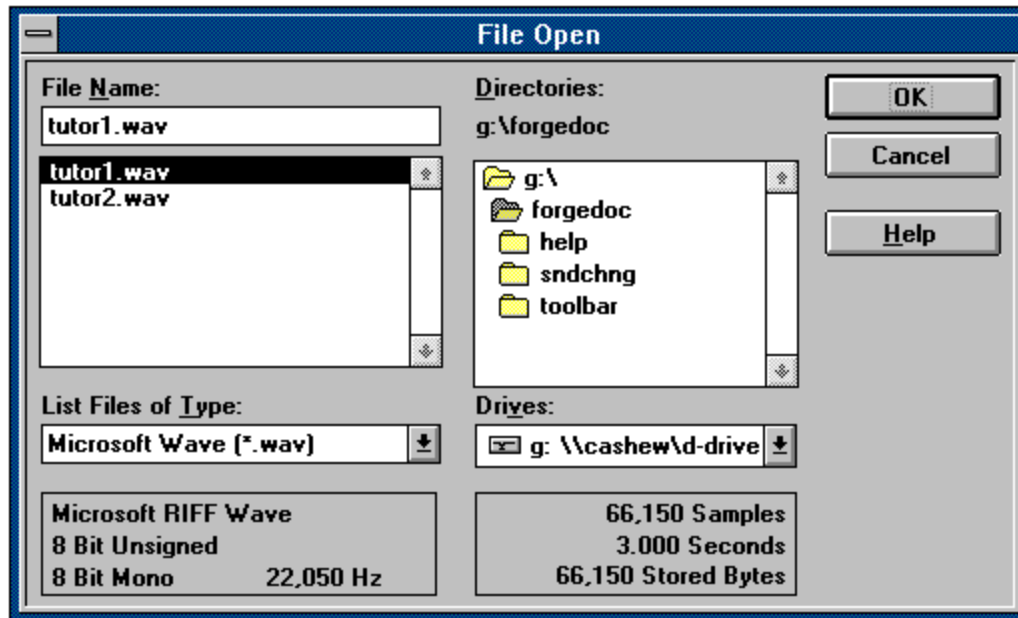 File Open
File Name:
tutor1.wav
tutor1.wav
tutor2.wav
List Files of Type:
Microsoft Wave (*.wav)
Microsoft RIFF Wave
8 Bit Unsigned
8 Bit Mono 22,050 Hz
Directories:
g:\forgedoc
g:\
forgedoc
help
sndchng
toolbar
Drives:
g: \\cashew\d-drive
66,150 Samples
3.000 Seconds
66,150 Stored Bytes
OK
Cancel
Help